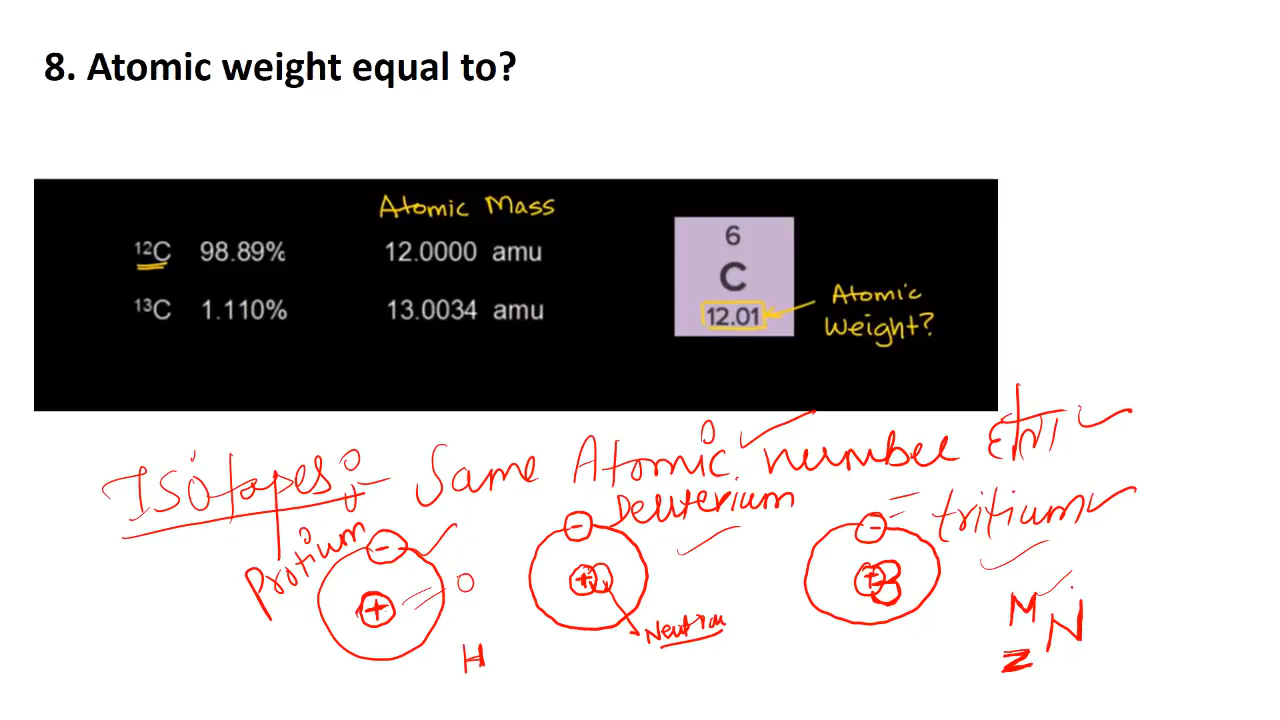 8. Atomic weight equal to?
Atomic Mass
¹²C 98.89% 12.0000 amu
¹³C 1.110% 13.0034 amu
6
C
12.01
Atomic
Weight?
Isotopes :- Same Atomic number
Protium
Deuterium
= tritium
+
-
+
-
+
-
0
Neutron
H
M
N
Z